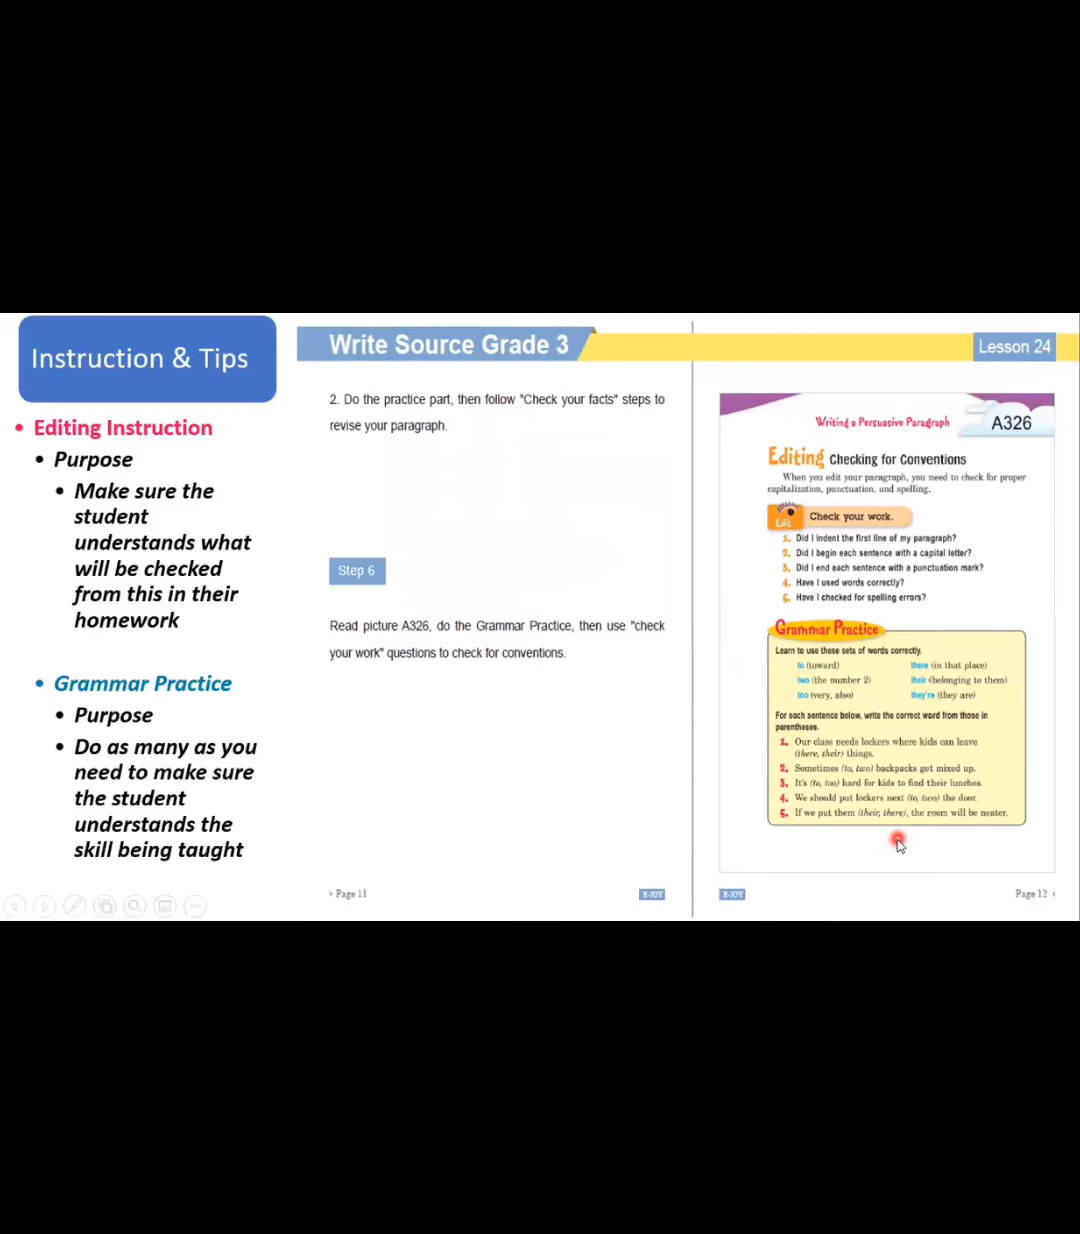 Instruction & Tips
• Editing Instruction
• Purpose
• Make sure the
student
understands what
will be checked
from this in their
homework
• Grammar Practice
• Purpose
• Do as many as you
need to make sure
the student
understands the
skill being taught
Write Source Grade 3
2. Do the practice part, then follow "Check your facts" steps to
revise your paragraph.
Step 6
Read picture A326, do the Grammar Practice, then use "check
your work" questions to check for conventions.
Page 11
E-JOY
Lesson 24
Writing a Persuasive Paragraph
A326
Editing Checking for Conventions
When you edit your paragraph, you need to check for proper
capitalization, punctuation, and spelling.
Edit
Check your work.
1. Did I indent the first line of my paragraph?
2. Did I begin each sentence with a capital letter?
3. Did I end each sentence with a punctuation mark?
4. Have I used words correctly?
5. Have I checked for spelling errors?
Grammar Practice
Learn to use these sets of words correctly.
to (toward) there (in that place)
two (the number 2) their (belonging to them)
too (very, also) they're (they are)
For each sentence below, write the correct word from those in
parentheses.
1. Our class needs lockers where kids can leave
(there, their) things.
2. Sometimes (to, two) backpacks get mixed up.
3. It's (to, too) hard for kids to find their lunches.
4. We should put lockers next (to, two) the door.
5. If we put them (their, there), the room will be neater.
E-JOY
Page 12